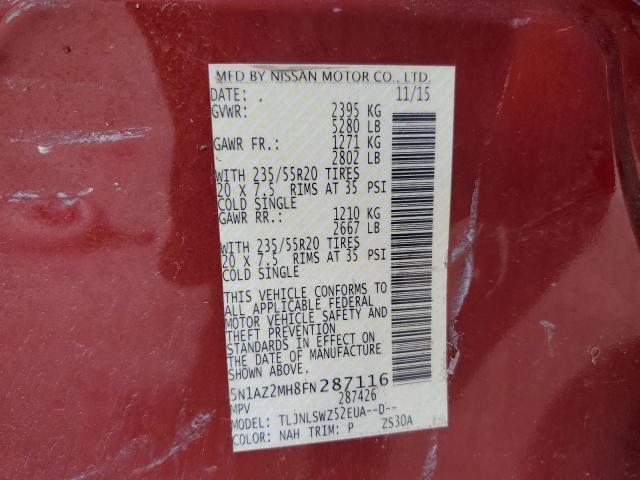 MFD BY NISSAN MOTOR CO., LTD.
DATE: 11/15
GVWR: 2395 KG
5280 LB
GAWR FR.: 1271 KG
2802 LB
WITH 235/55R20 TIRES
20 X 7.5 RIMS AT 35 PSI
COLD SINGLE
GAWR RR.: 1210 KG
2667 LB
WITH 235/55R20 TIRES
20 X 7.5 RIMS AT 35 PSI
COLD SINGLE
THIS VEHICLE CONFORMS TO
ALL APPLICABLE FEDERAL
MOTOR VEHICLE SAFETY AND
THEFT PREVENTION
STANDARDS IN EFFECT ON
THE DATE OF MANUFACTURE
SHOWN ABOVE.
5N1AZ2MH8FN287116
MPV 287426
MODEL: TLJNLSWZ52EUA--D--
COLOR: NAH TRIM: P ZS30A